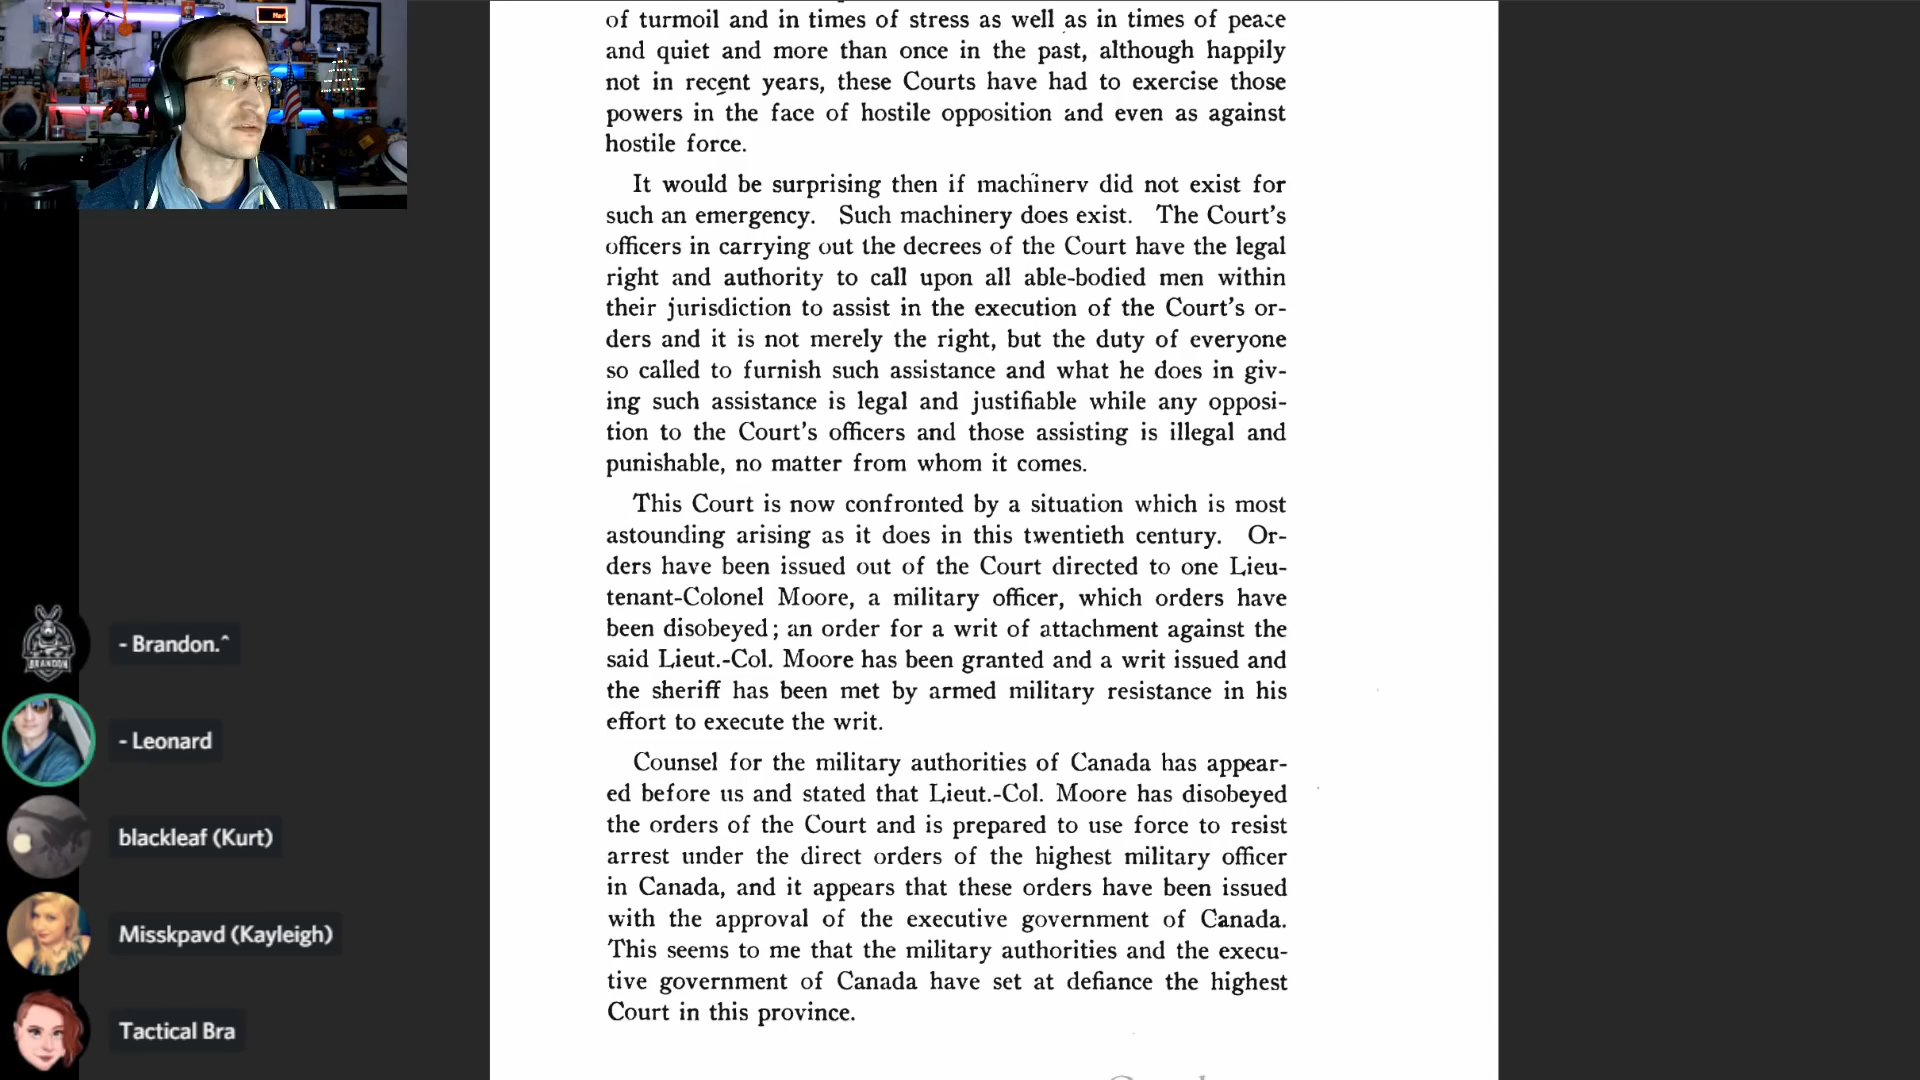 of turmoil and in times of stress as well as in times of peace
and quiet and more than once in the past, although happily
not in recent years, these Courts have had to exercise those
powers in the face of hostile opposition and even as against
hostile force.
It would be surprising then if machinery did not exist for
such an emergency. Such machinery does exist. The Court's
officers in carrying out the decrees of the Court have the legal
right and authority to call upon all able-bodied men within
their jurisdiction to assist in the execution of the Court's or-
ders and it is not merely the right, but the duty of everyone
so called to furnish such assistance and what he does in giv-
ing such assistance is legal and justifiable while any opposi-
tion to the Court's officers and those assisting is illegal and
punishable, no matter from whom it comes.
This Court is now confronted by a situation which is most
astounding arising as it does in this twentieth century. Or-
ders have been issued out of the Court directed to one Lieu-
tenant-Colonel Moore, a military officer, which orders have
been disobeyed; an order for a writ of attachment against the
said Lieut.-Col. Moore has been granted and a writ issued and
the sheriff has been met by armed military resistance in his
effort to execute the writ.
Counsel for the military authorities of Canada has appear-
ed before us and stated that Lieut.-Col. Moore has disobeyed
the orders of the Court and is prepared to use force to resist
arrest under the direct orders of the highest military officer
in Canada, and it appears that these orders have been issued
with the approval of the executive government of Canada.
This seems to me that the military authorities and the execu-
tive government of Canada have set at defiance the highest
Court in this province.
BRANDON
- Brandon.^
- Leonard
blackleaf (Kurt)
Misskpavd (Kayleigh)
Tactical Bra